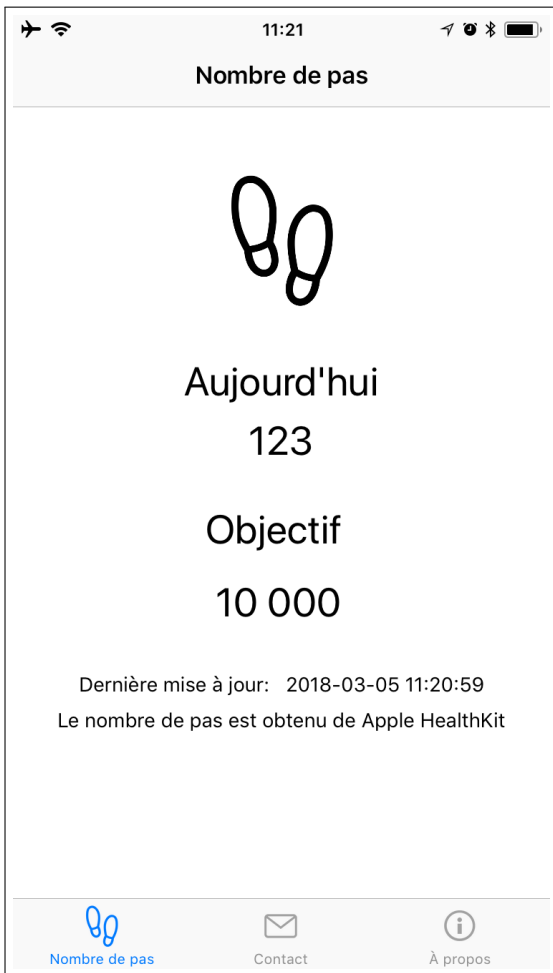 11:21
Nombre de pas
Aujourd'hui
123
Objectif
10 000
Dernière mise à jour: 2018-03-05 11:20:59
Le nombre de pas est obtenu de Apple HealthKit
Nombre de pas Contact À propos